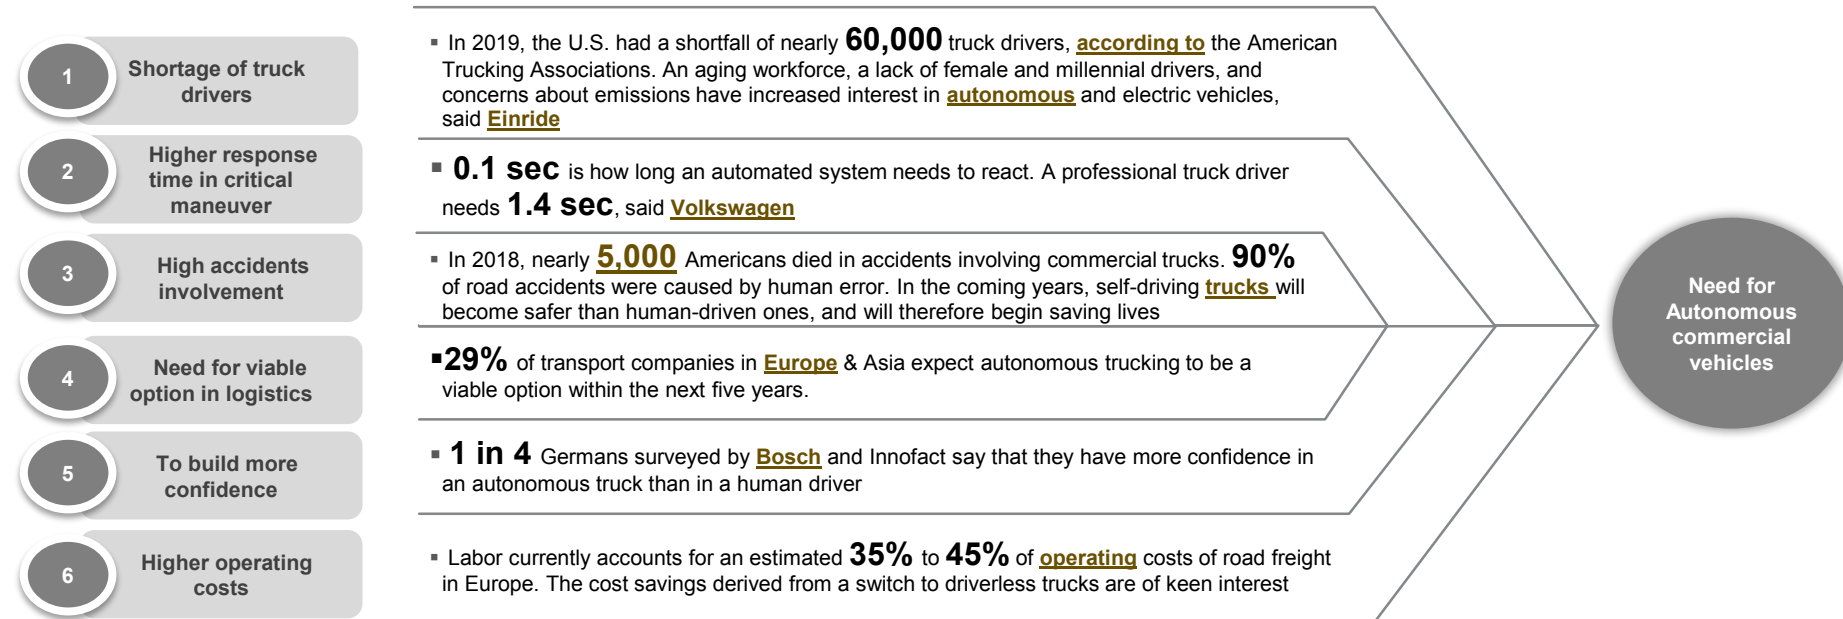 1
Shortage of truck
drivers
▪ In 2019, the U.S. had a shortfall of nearly 60,000 truck drivers, according to the American
Trucking Associations. An aging workforce, a lack of female and millennial drivers, and
concerns about emissions have increased interest in autonomous and electric vehicles,
said Einride
2
Higher response
time in critical
maneuver
▪ 0.1 sec is how long an automated system needs to react. A professional truck driver
needs 1.4 sec, said Volkswagen
3
High accidents
involvement
▪ In 2018, nearly 5,000 Americans died in accidents involving commercial trucks. 90%
of road accidents were caused by human error. In the coming years, self-driving trucks will
become safer than human-driven ones, and will therefore begin saving lives
4
Need for viable
option in logistics
▪29% of transport companies in Europe & Asia expect autonomous trucking to be a
viable option within the next five years.
5
To build more
confidence
▪ 1 in 4 Germans surveyed by Bosch and Innofact say that they have more confidence in
an autonomous truck than in a human driver
6
Higher operating
costs
▪ Labor currently accounts for an estimated 35% to 45% of operating costs of road freight
in Europe. The cost savings derived from a switch to driverless trucks are of keen interest
Need for
Autonomous
commercial
vehicles